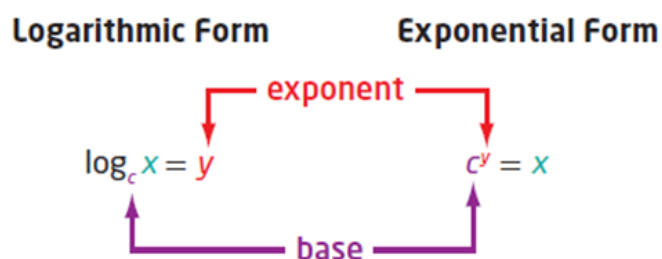 Logarithmic Form Exponential Form
exponent
log_c x = y c^y = x
base